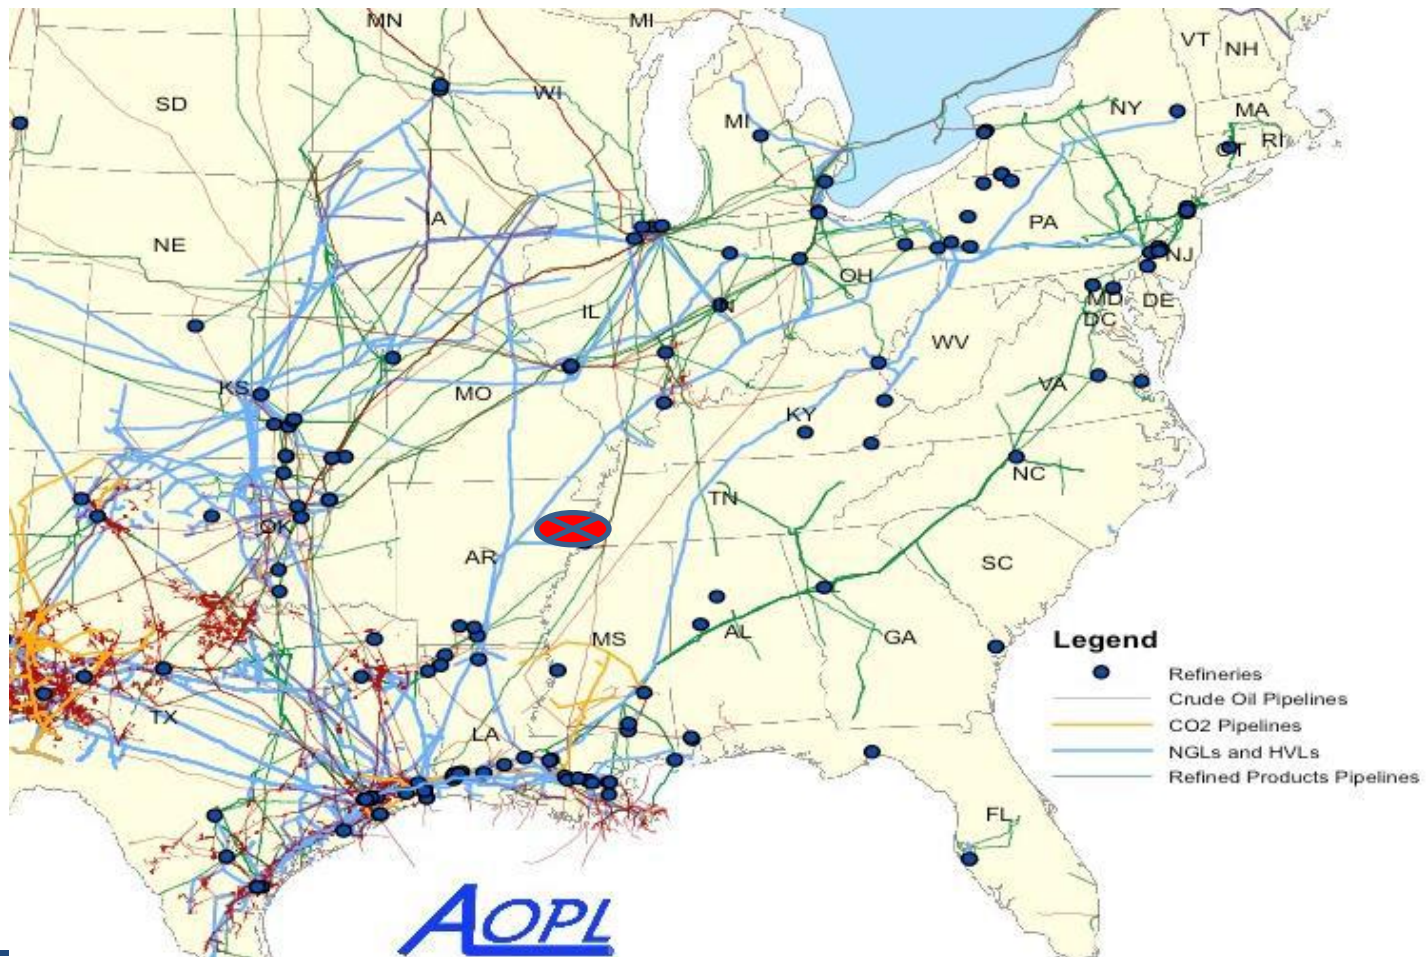 MN
MI
VT
NH
SD
WI
MI
NY
MA
RI
CT
IA
PA
NE
NJ
OH
IL
IN
MD
DE
DC
WV
KS
MO
VA
KY
NC
TN
OK
AR
SC
MS
AL
GA
TX
LA
FL
Legend
Refineries
Crude Oil Pipelines
CO2 Pipelines
NGLs and HVLs
Refined Products Pipelines
AOPL